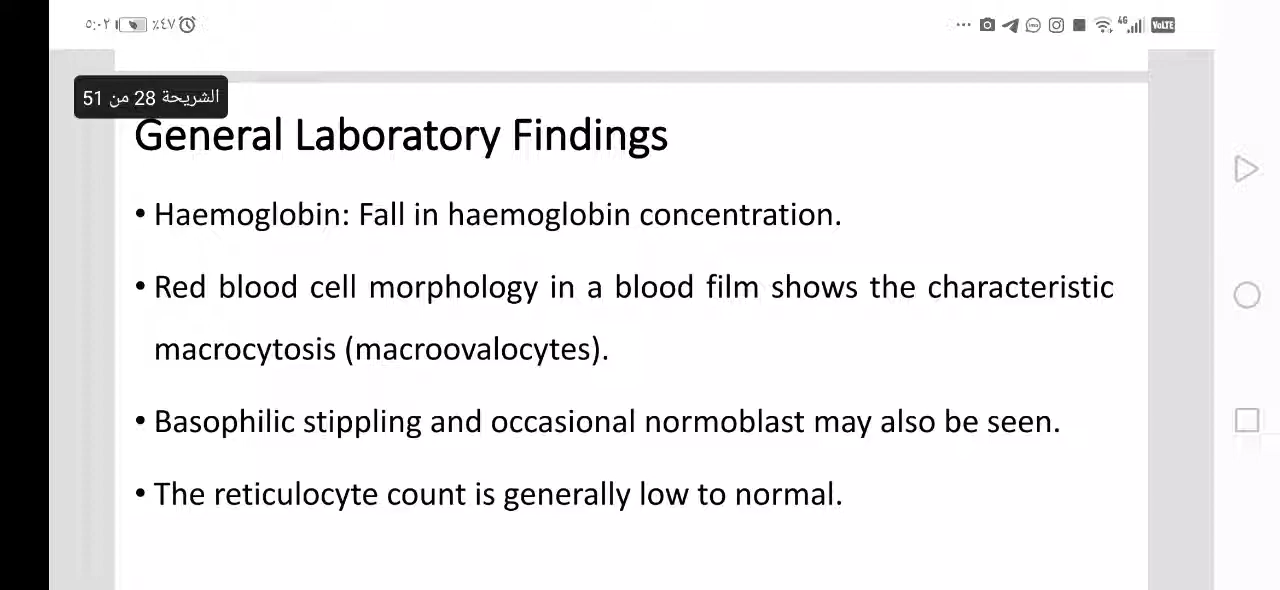 ٥:٠٢ ٪٤٧
4G VoLTE
الشريحة 28 من 51
General Laboratory Findings
• Haemoglobin: Fall in haemoglobin concentration.
• Red blood cell morphology in a blood film shows the characteristic
macrocytosis (macroovalocytes).
• Basophilic stippling and occasional normoblast may also be seen.
• The reticulocyte count is generally low to normal.